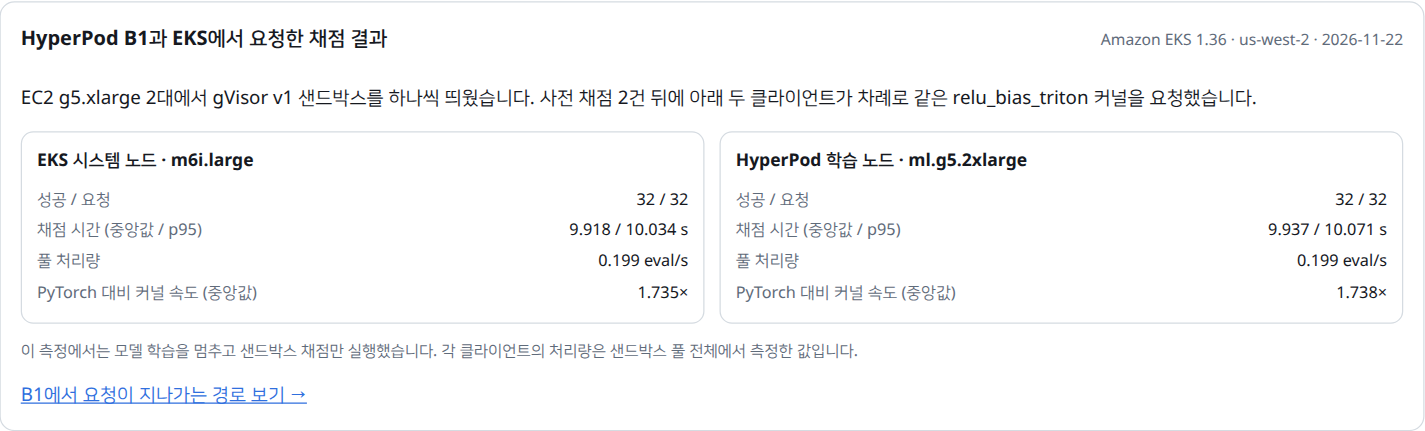 HyperPod B1과 EKS에서 요청한 채점 결과
Amazon EKS 1.36 · us-west-2 · 2026-11-22
EC2 g5.xlarge 2대에서 gVisor v1 샌드박스를 하나씩 띄웠습니다. 사전 채점 2건 뒤에 아래 두 클라이언트가 차례로 같은 relu_bias_triton 커널을 요청했습니다.
EKS 시스템 노드 · m6i.large
성공 / 요청 32 / 32
채점 시간 (중앙값 / p95) 9.918 / 10.034 s
풀 처리량 0.199 eval/s
PyTorch 대비 커널 속도 (중앙값) 1.735×
HyperPod 학습 노드 · ml.g5.2xlarge
성공 / 요청 32 / 32
채점 시간 (중앙값 / p95) 9.937 / 10.071 s
풀 처리량 0.199 eval/s
PyTorch 대비 커널 속도 (중앙값) 1.738×
이 측정에서는 모델 학습을 멈추고 샌드박스 채점만 실행했습니다. 각 클라이언트의 처리량은 샌드박스 풀 전체에서 측정한 값입니다.
B1에서 요청이 지나가는 경로 보기 →